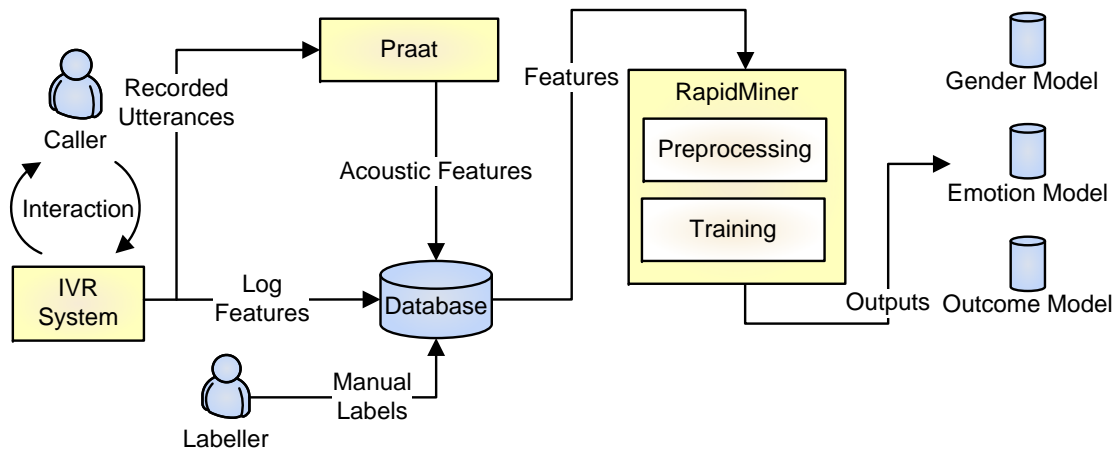 Praat
Features
RapidMiner
Gender Model
Recorded
Utterances
Caller
Preprocessing
Acoustic Features
Emotion Model
Interaction
Training
IVR
System
Log
Features
Database
Outputs
Outcome Model
Manual
Labels
Labeller